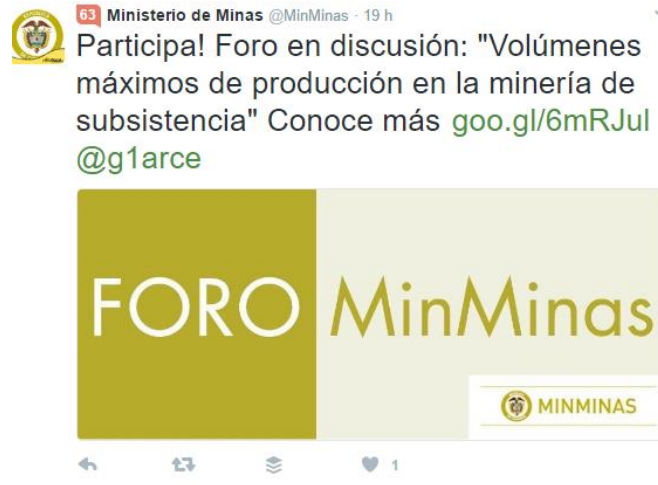 63 Ministerio de Minas @MinMinas · 19 h
Participa! Foro en discusión: "Volúmenes
máximos de producción en la minería de
subsistencia" Conoce más goo.gl/6mRJul
@g1arce
FORO MinMinas
MINMINAS
1